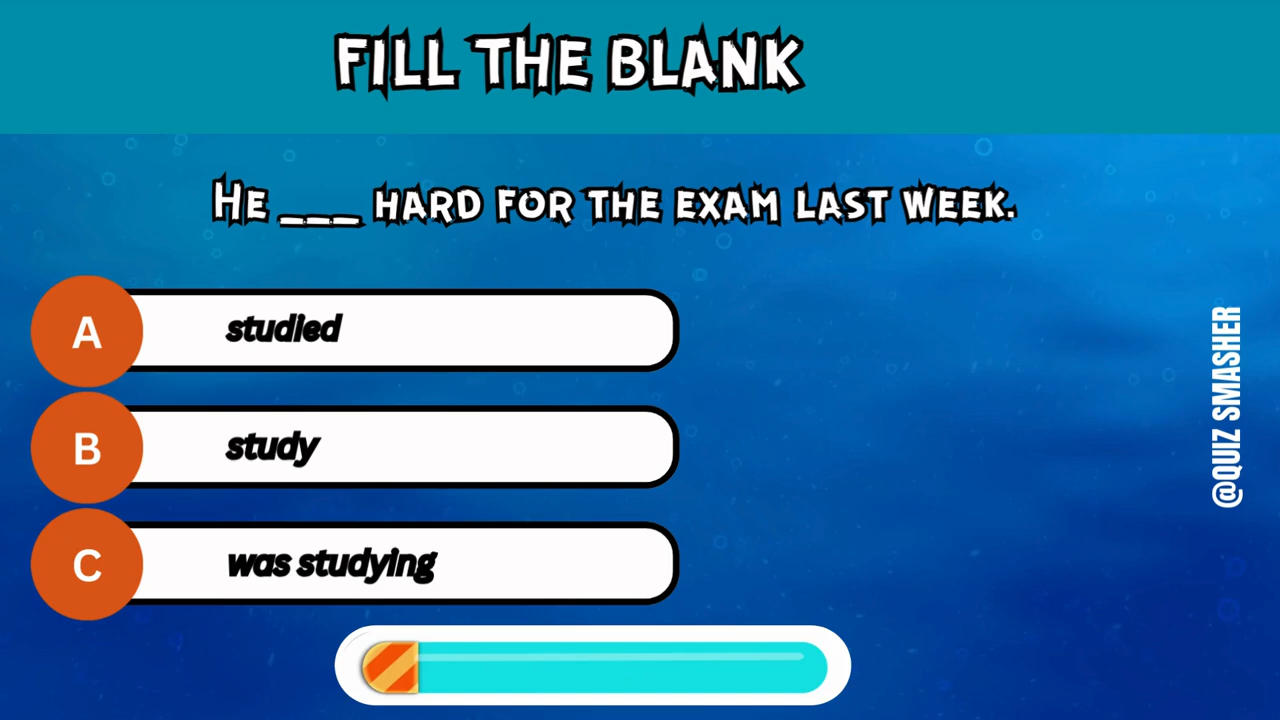 FILL THE BLANK
HE ___ HARD FOR THE EXAM LAST WEEK.
A studied
B study
C was studying
@QUIZ SMASHER